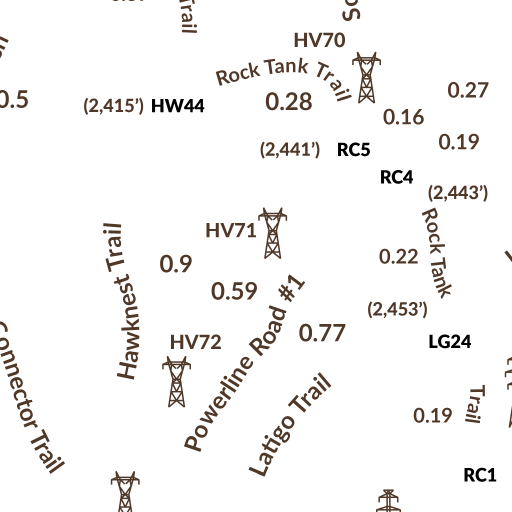 Trail
So
HV70
Rock Tank Trail
0.27
0.5
(2,415’) HW44
0.28
0.16
0.19
(2,441’) RC5
RC4
(2,443’)
Rock Tank
HV71
Hawknest Trail
0.9
0.22
0.59
(2,453’)
Powerline Road #1
0.77
HV72
LG24
Connector Trail
Latigo Trail
0.19
Trail
RC1